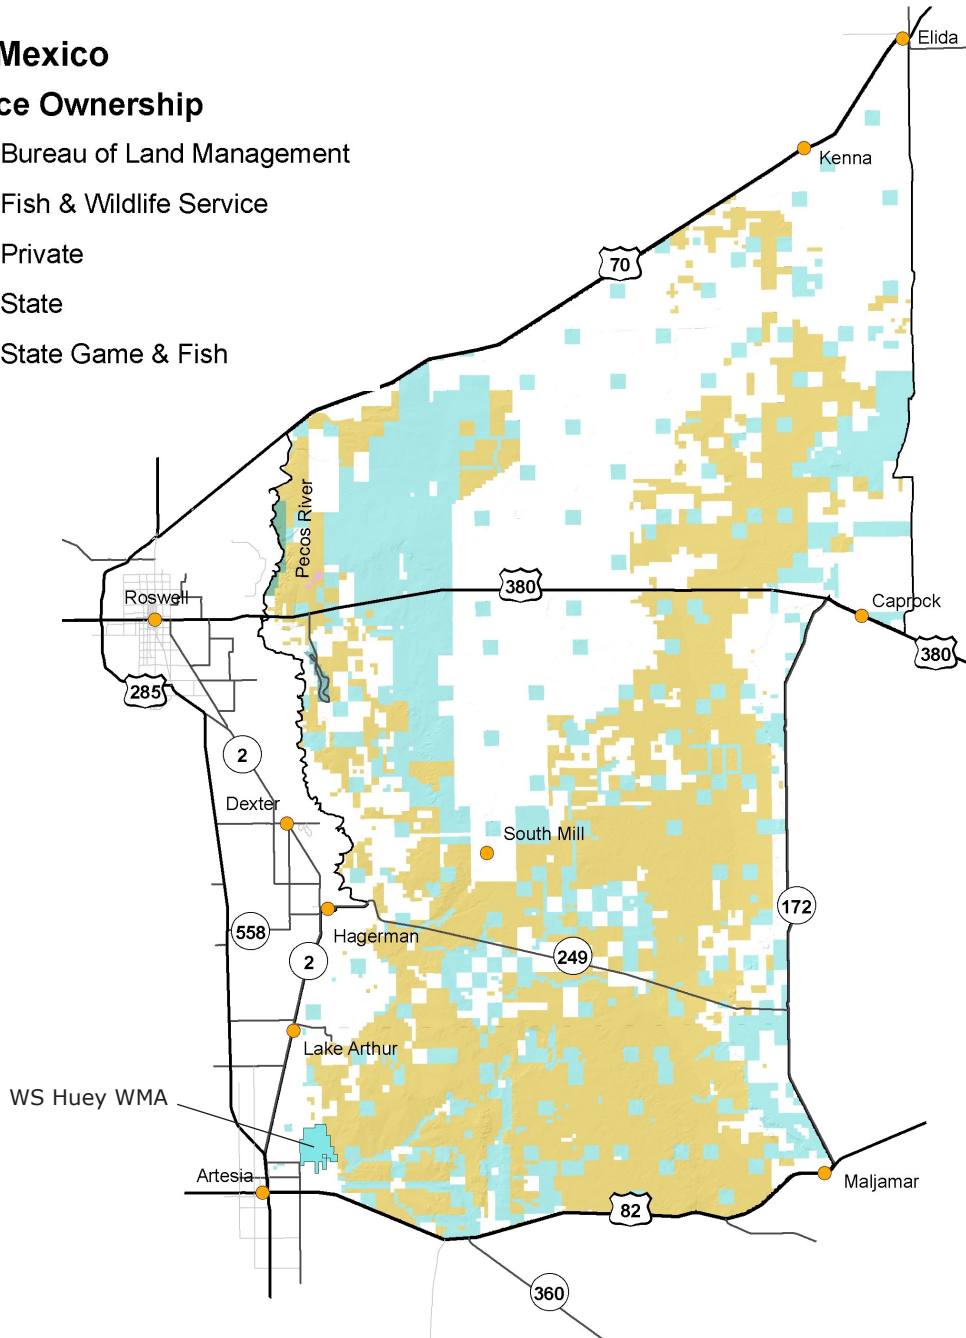 Mexico
ce Ownership
Bureau of Land Management
Fish & Wildlife Service
Private
State
State Game & Fish
Elida
Kenna
70
Pecos River
380
Roswell
Caprock
380
285
2
Dexter
South Mill
172
558
Hagerman
249
2
Lake Arthur
WS Huey WMA
Artesia
Maljamar
82
360